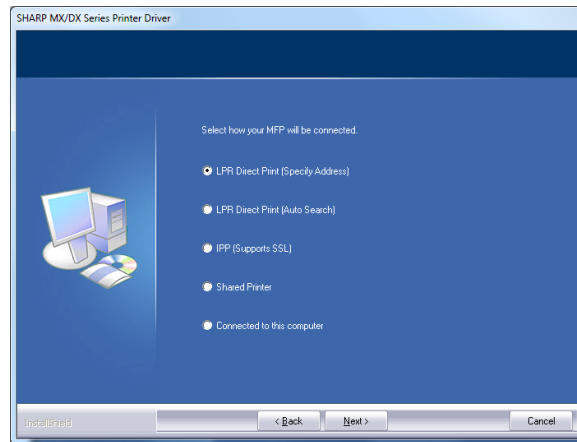 SHARP MX/DX Series Printer Driver
Select how your MFP will be connected.
LPR Direct Print (Specify Address)
LPR Direct Print (Auto Search)
IPP (Supports SSL)
Shared Printer
Connected to this computer
InstallShield
< Back Next > Cancel